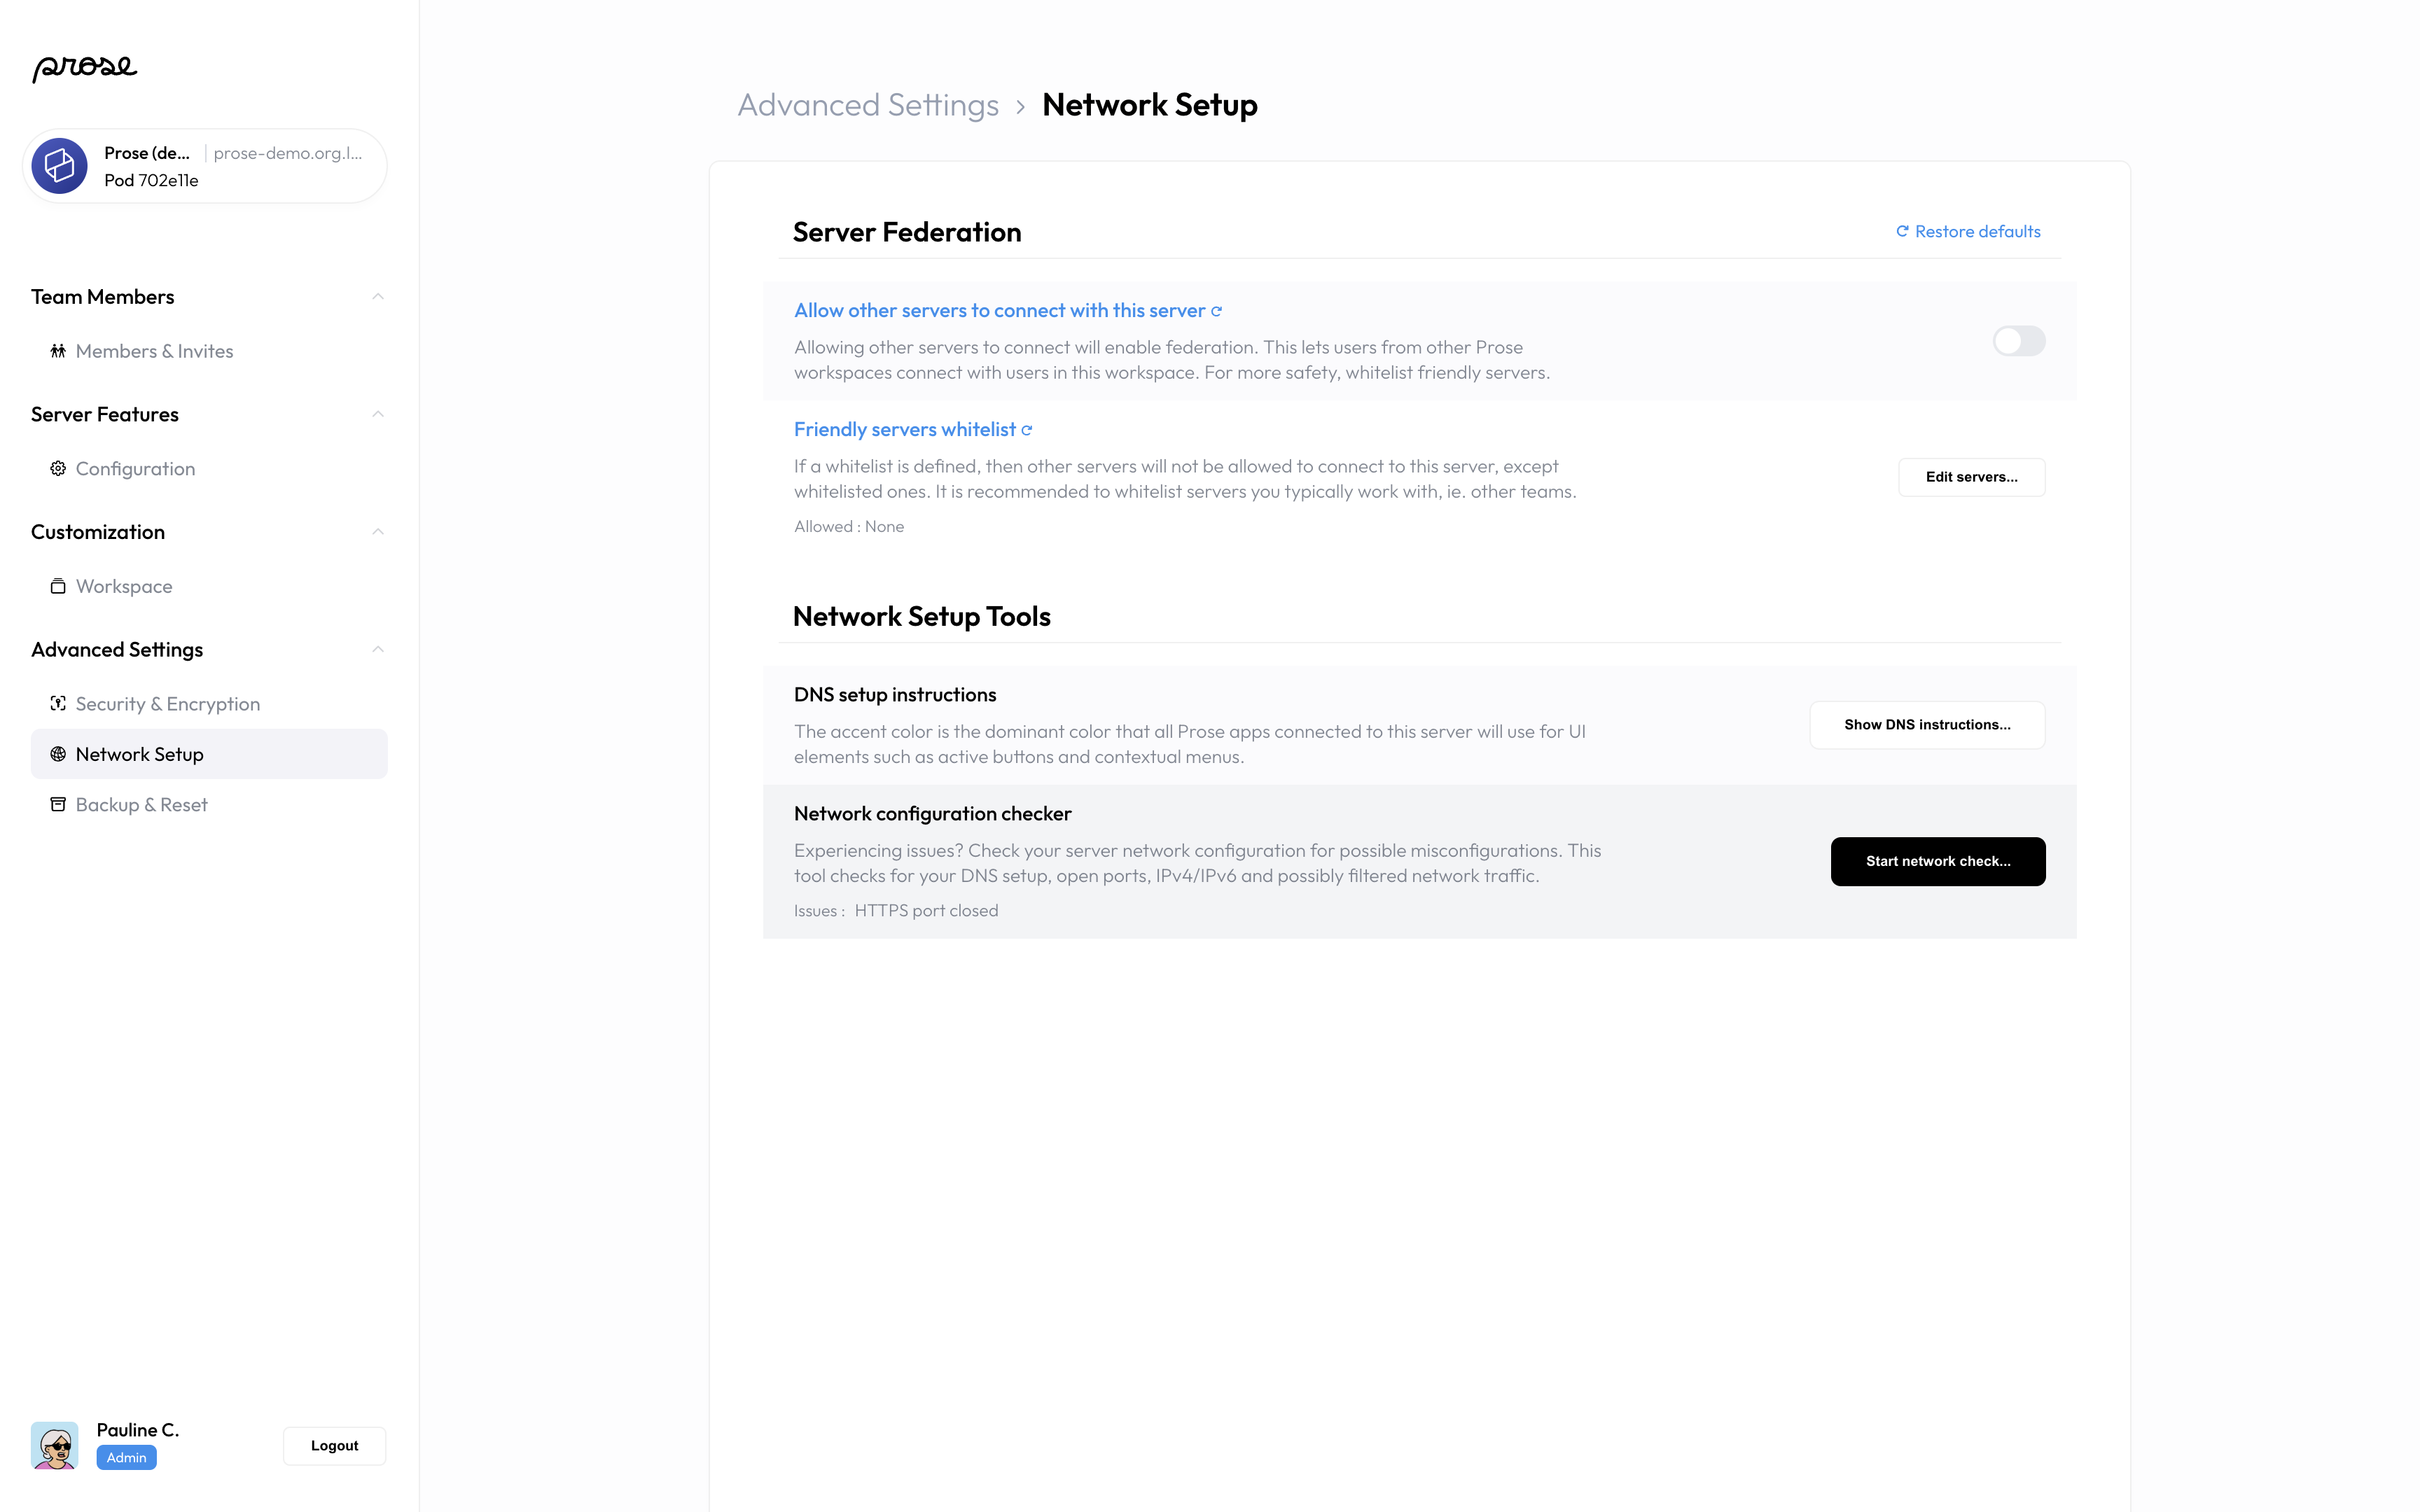 prose
Prose (de... prose-demo.org.l...
Pod 702e11e
Team Members
Members & Invites
Server Features
Configuration
Customization
Workspace
Advanced Settings
Security & Encryption
Network Setup
Backup & Reset
Pauline C.
Admin
Logout
Advanced Settings › Network Setup
Server Federation
Restore defaults
Allow other servers to connect with this server
Allowing other servers to connect will enable federation. This lets users from other Prose
workspaces connect with users in this workspace. For more safety, whitelist friendly servers.
Friendly servers whitelist
If a whitelist is defined, then other servers will not be allowed to connect to this server, except
whitelisted ones. It is recommended to whitelist servers you typically work with, ie. other teams.
Edit servers...
Allowed : None
Network Setup Tools
DNS setup instructions
The accent color is the dominant color that all Prose apps connected to this server will use for UI
elements such as active buttons and contextual menus.
Show DNS instructions...
Network configuration checker
Experiencing issues? Check your server network configuration for possible misconfigurations. This
tool checks for your DNS setup, open ports, IPv4/IPv6 and possibly filtered network traffic.
Start network check...
Issues : HTTPS port closed